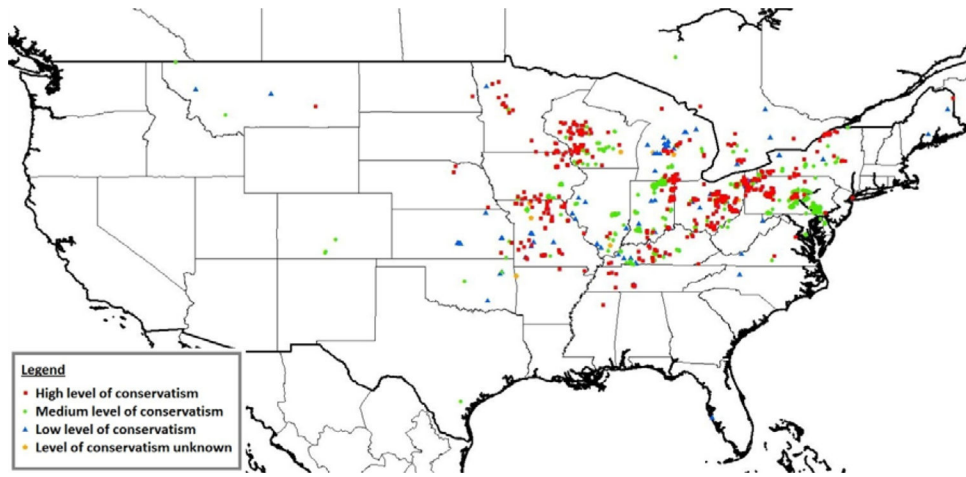 Legend
High level of conservatism
Medium level of conservatism
Low level of conservatism
Level of conservatism unknown